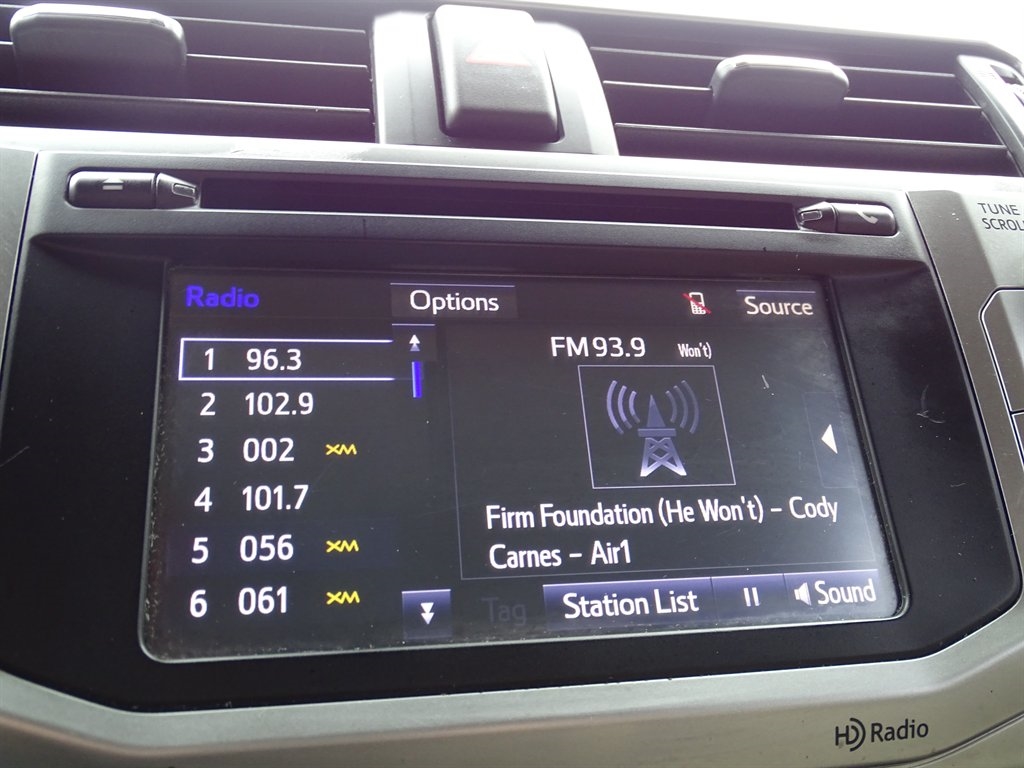 TUNE
SCROLL
Radio
Options
Source
1 96.3
2 102.9
3 002 XM
4 101.7
5 056 XM
6 061 XM
FM 93.9 Won't)
Firm Foundation (He Won't) - Cody
Carnes - Air1
Tag
Station List
Sound
HD Radio